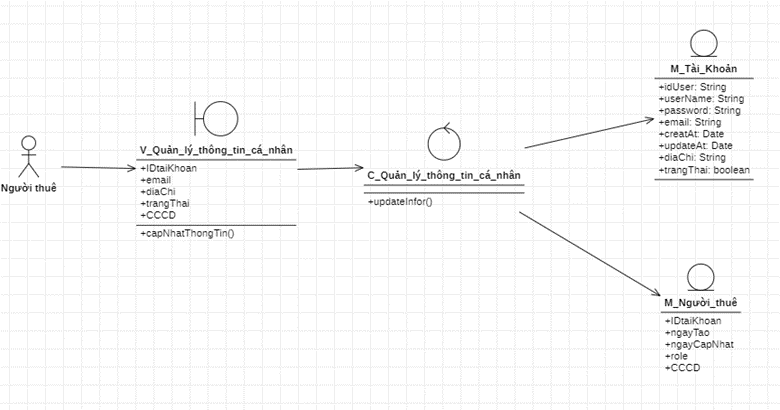 Người thuê
V_Quản_lý_thông_tin_cá_nhân
+IDtaiKhoan
+email
+diaChi
+trangThai
+CCCD
+capNhatThongTin()
C_Quản_lý_thông_tin_cá_nhân
+updateInfor()
M_Tài_Khoản
+idUser: String
+userName: String
+password: String
+email: String
+creatAt: Date
+updateAt: Date
+diaChi: String
+trangThai: boolean
M_Người_thuê
+IDtaiKhoan
+ngayTao
+ngayCapNhat
+role
+CCCD